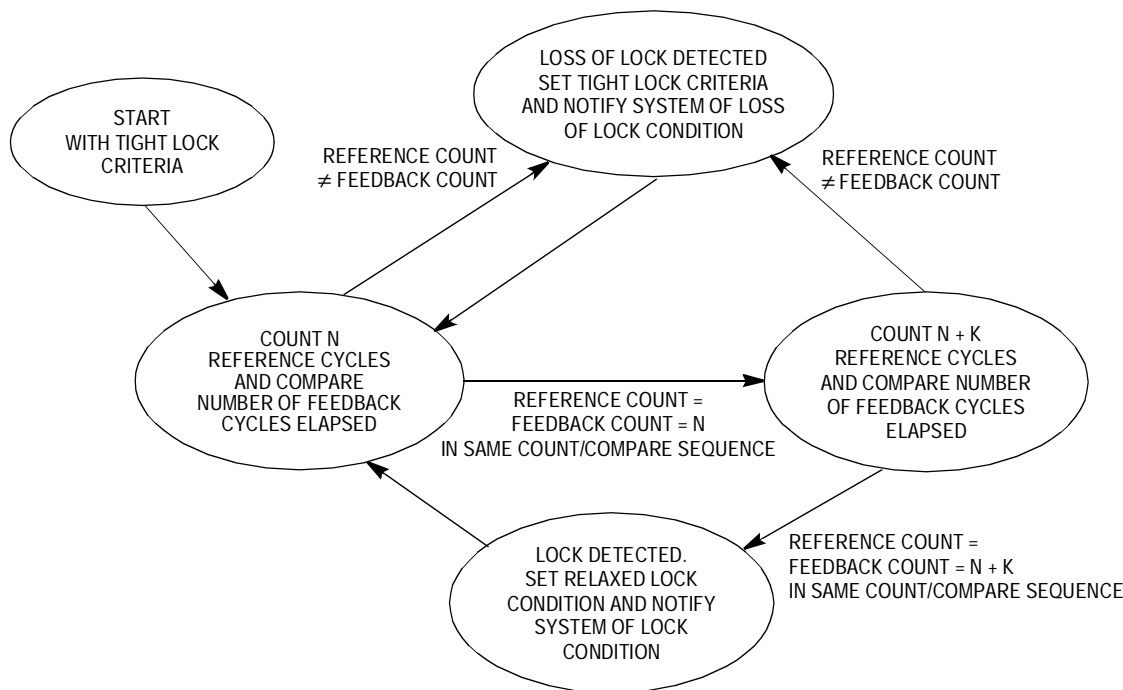 START
WITH TIGHT LOCK
CRITERIA
LOSS OF LOCK DETECTED
SET TIGHT LOCK CRITERIA
AND NOTIFY SYSTEM OF LOSS
OF LOCK CONDITION
REFERENCE COUNT
≠ FEEDBACK COUNT
REFERENCE COUNT
≠ FEEDBACK COUNT
COUNT N
REFERENCE CYCLES
AND COMPARE
NUMBER OF FEEDBACK
CYCLES ELAPSED
REFERENCE COUNT =
FEEDBACK COUNT = N
IN SAME COUNT/COMPARE SEQUENCE
COUNT N + K
REFERENCE CYCLES
AND COMPARE NUMBER
OF FEEDBACK CYCLES
ELAPSED
LOCK DETECTED.
SET RELAXED LOCK
CONDITION AND NOTIFY
SYSTEM OF LOCK
CONDITION
REFERENCE COUNT =
FEEDBACK COUNT = N + K
IN SAME COUNT/COMPARE SEQUENCE